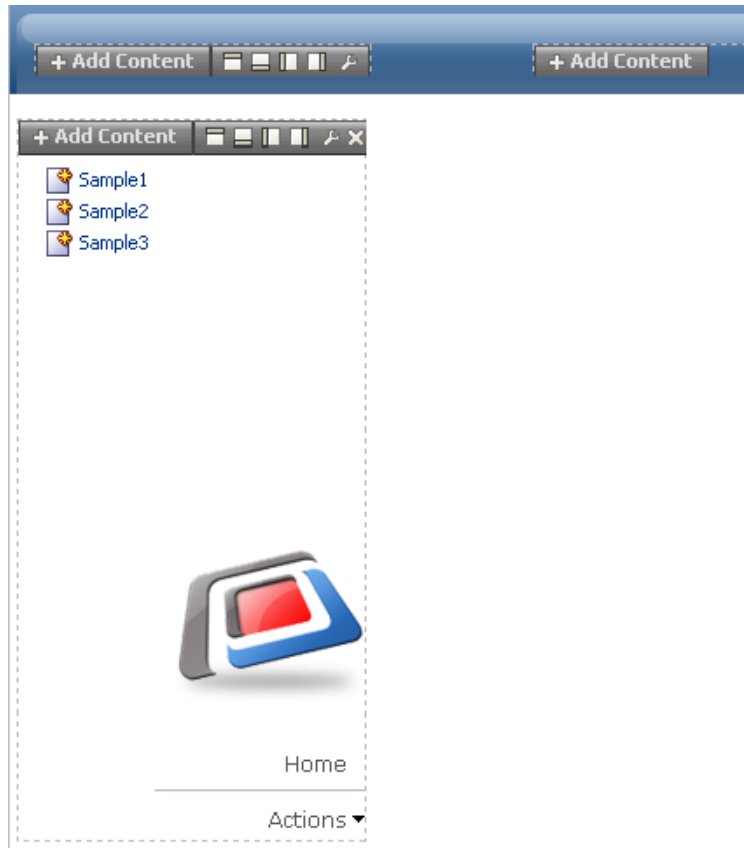 + Add Content
+ Add Content
+ Add Content
Sample1
Sample2
Sample3
Home
Actions